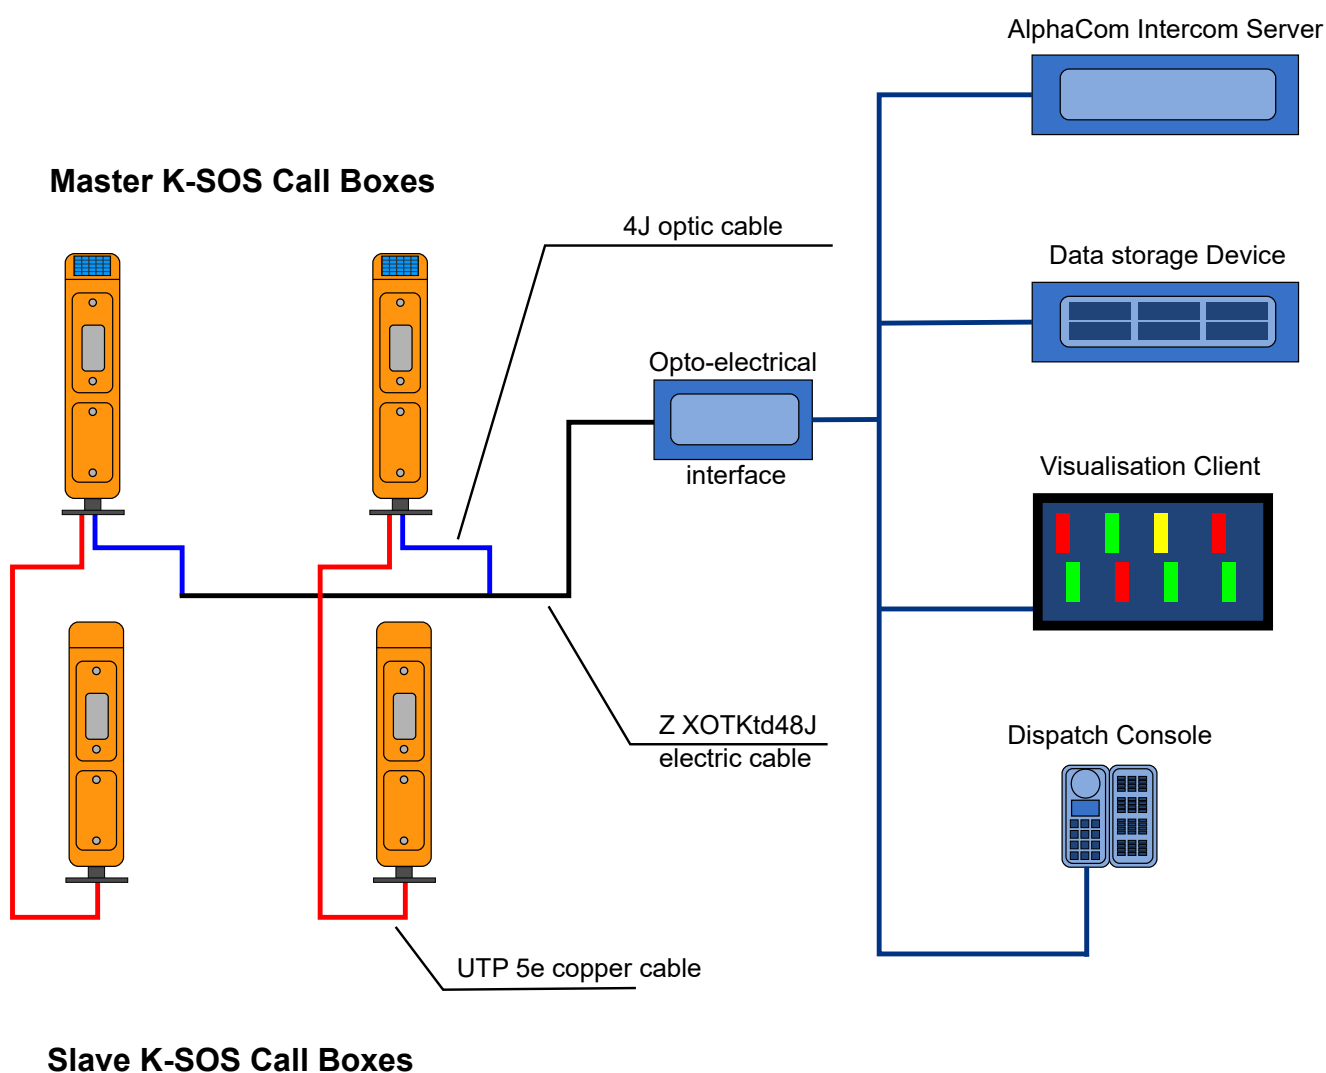 AlphaCom Intercom Server
Master K-SOS Call Boxes
4J optic cable
Data storage Device
Opto-electrical
interface
Visualisation Client
Z XOTKtd48J
electric cable
Dispatch Console
UTP 5e copper cable
Slave K-SOS Call Boxes